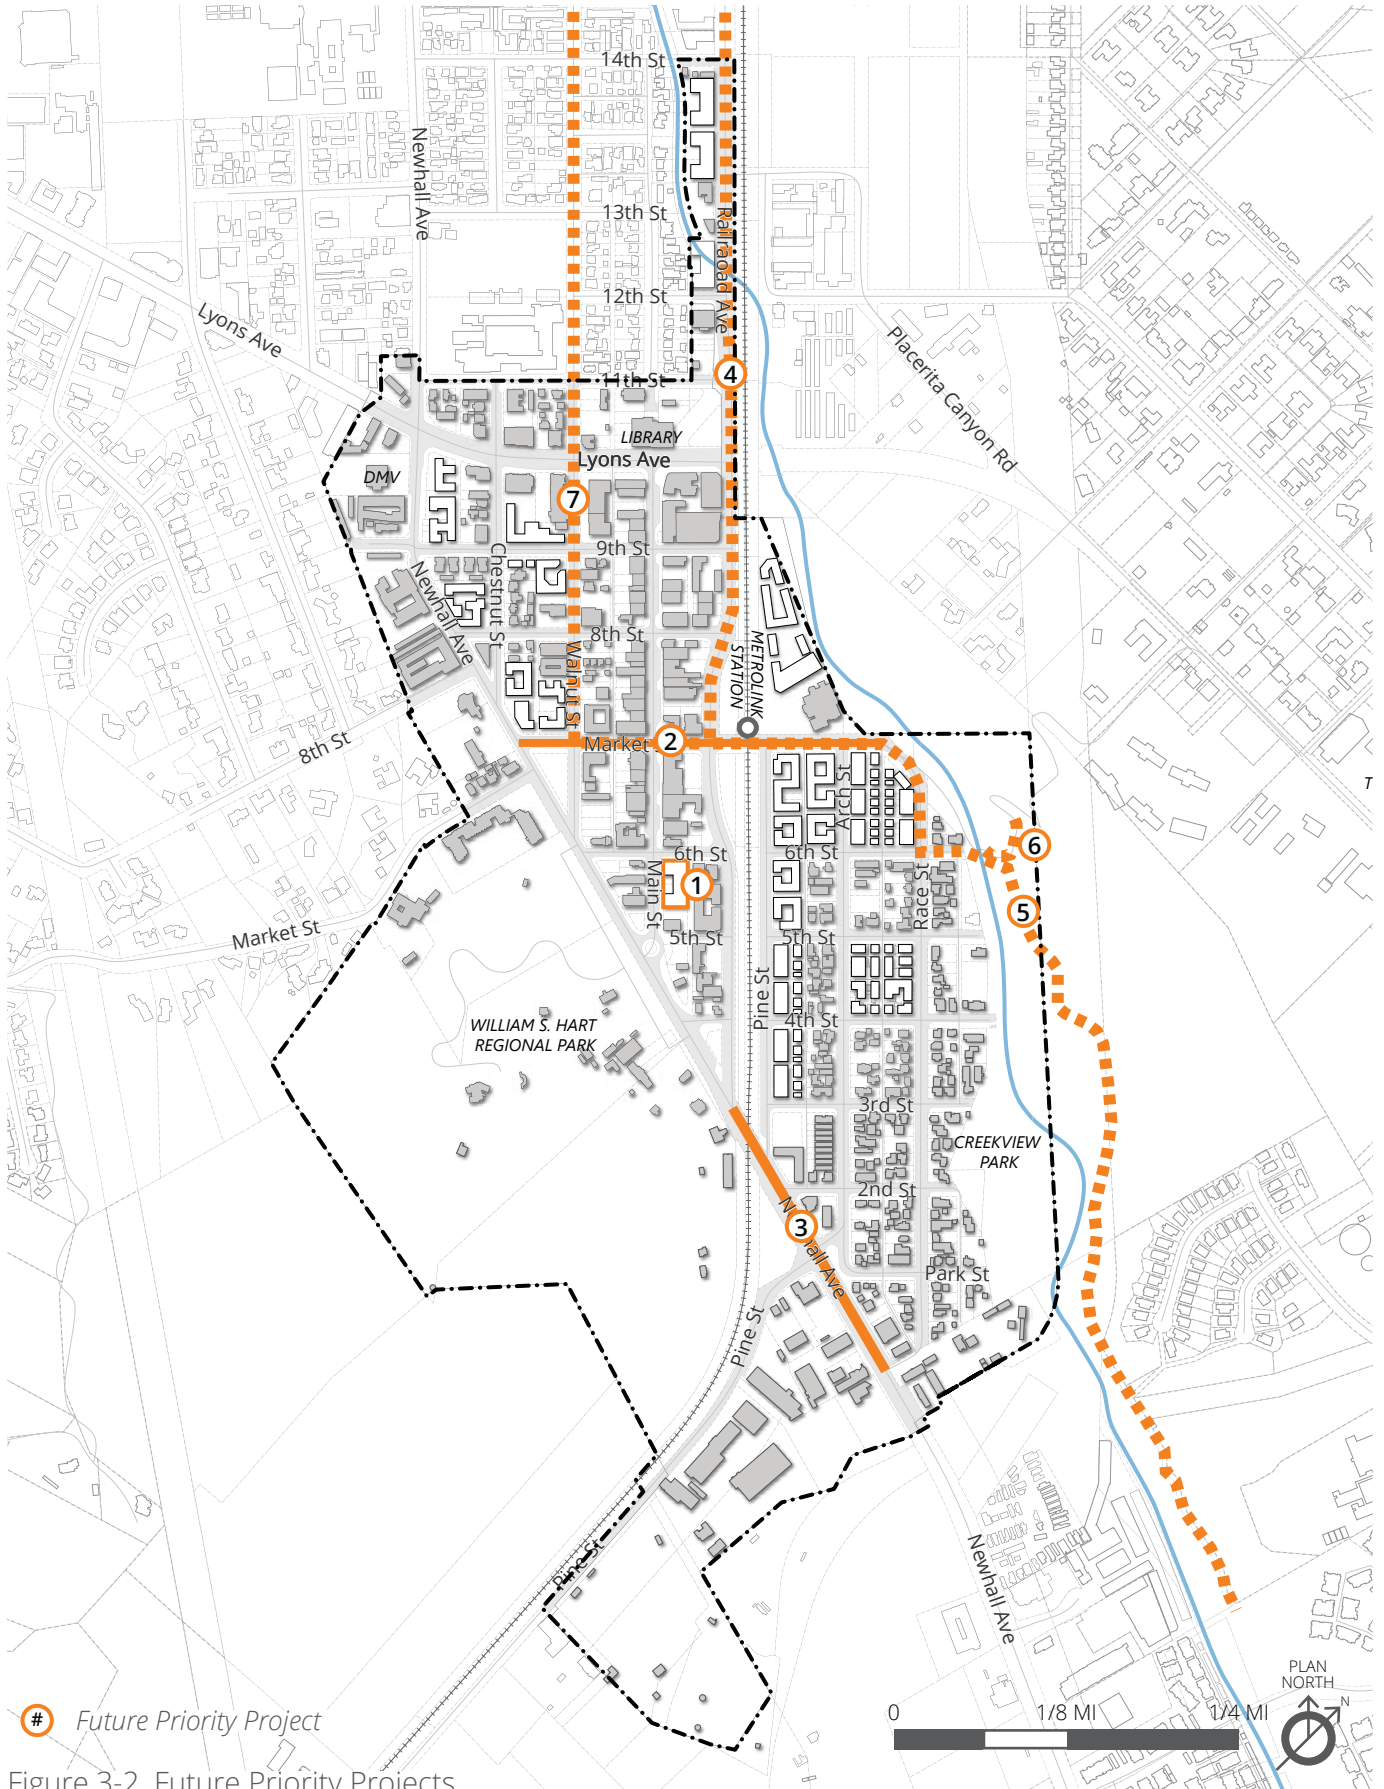 14th St
Newhall Ave
13th St
Railraoad Ave
12th St
Lyons Ave
Placerita Canyon Rd
11th St
4
LIBRARY
Lyons Ave
DMV
7
9th St
Chestnut St
Newhall Ave
8th St
METROLINK
STATION
Walnut St
8th St
2
Market
T
Arch St
6th St
6th St
6
Main St
1
Race St
5
Market St
5th St
5th St
Pine St
4th St
WILLIAM S. HART
REGIONAL PARK
3rd St
CREEKVIEW
PARK
2nd St
3
Newhall Ave
Park St
Pine St
Pine St
Newhall Ave
PLAN
NORTH
N
0 1/8 MI 1/4 MI
# Future Priority Project
Figure 3-2. Future Priority Projects